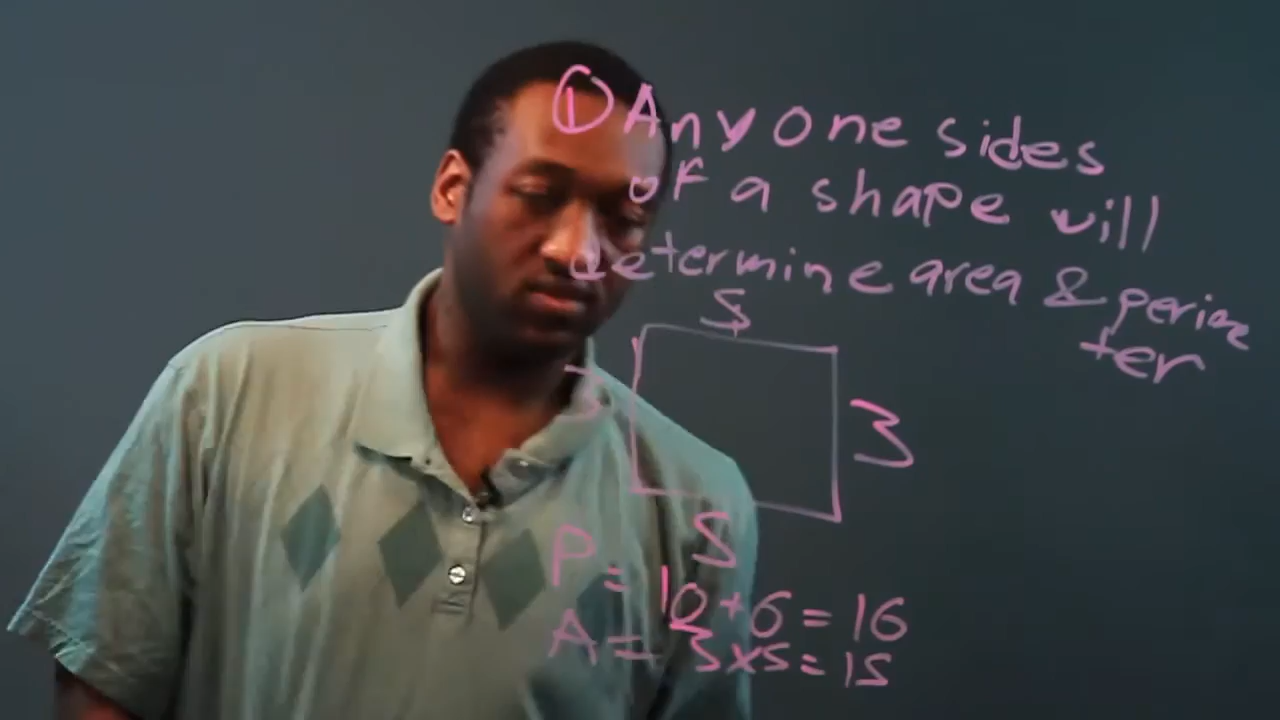 ① Any one sides
of a shape will
determine area & perime
ter
5
3
3
5
P = 10 + 6 = 16
A = 3 x 5 = 15